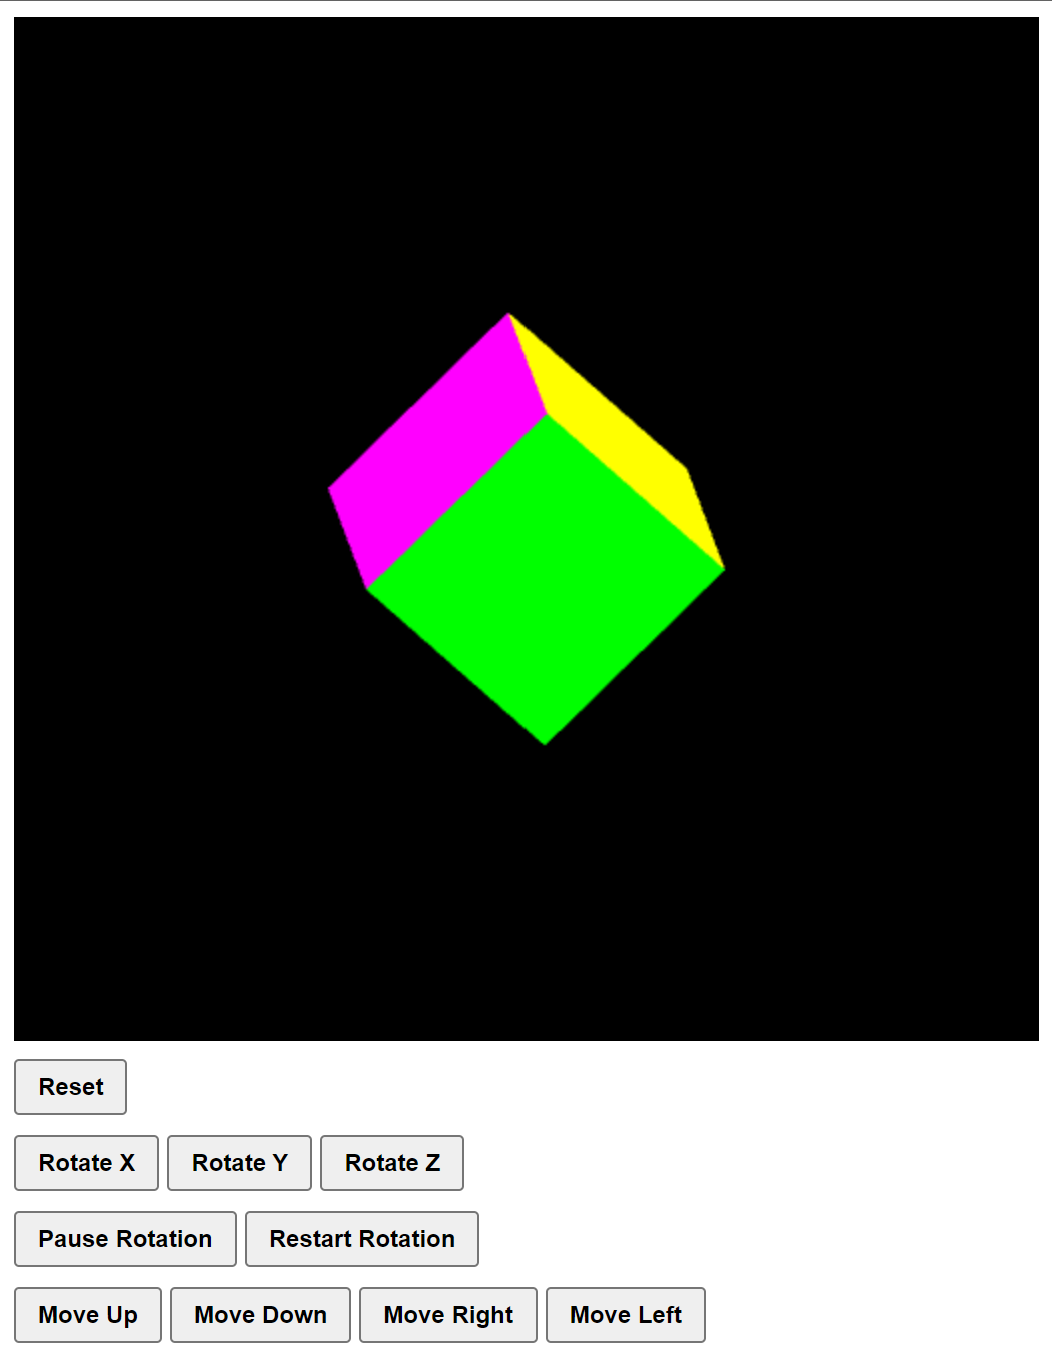 Reset
Rotate X Rotate Y Rotate Z
Pause Rotation Restart Rotation
Move Up Move Down Move Right Move Left